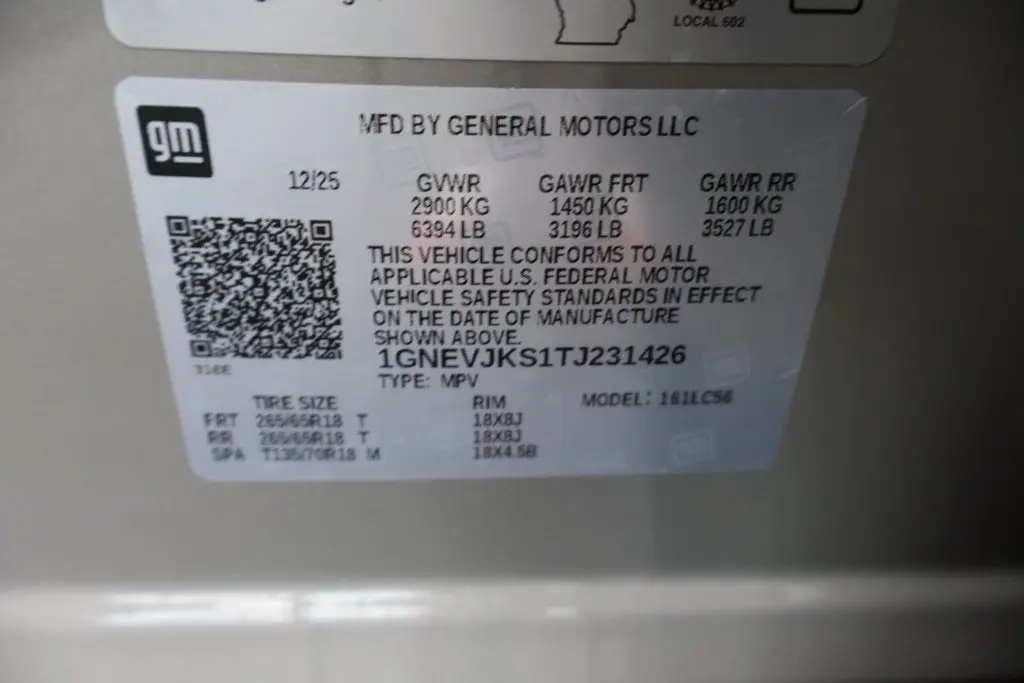 LOCAL 602
gm
MFD BY GENERAL MOTORS LLC
12/25 GVWR GAWR FRT GAWR RR
2900 KG 1450 KG 1600 KG
6394 LB 3196 LB 3527 LB
THIS VEHICLE CONFORMS TO ALL
APPLICABLE U.S. FEDERAL MOTOR
VEHICLE SAFETY STANDARDS IN EFFECT
ON THE DATE OF MANUFACTURE
SHOWN ABOVE.
1GNEVJKS1TJ231426
TYPE: MPV
TIRE SIZE RIM MODEL: 161LC56
FRT 265/65R18 T 18X8J
RR 265/65R18 T 18X8J
SPA T135/70R18 M 18X4.5B